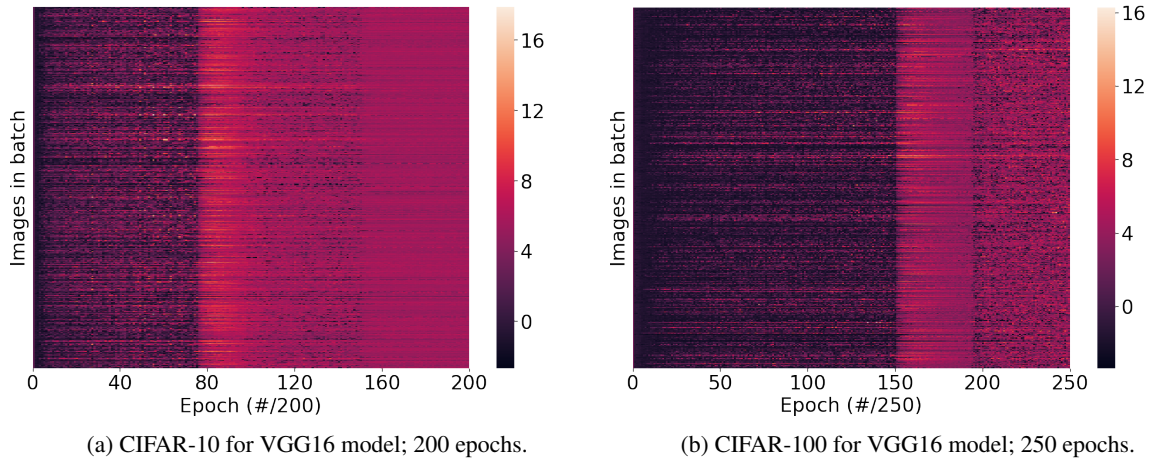 16
12
8
4
0
Images in batch
0 40 80 120 160 200
Epoch (#/200)
(a) CIFAR-10 for VGG16 model; 200 epochs.
16
12
8
4
0
Images in batch
0 50 100 150 200 250
Epoch (#/250)
(b) CIFAR-100 for VGG16 model; 250 epochs.